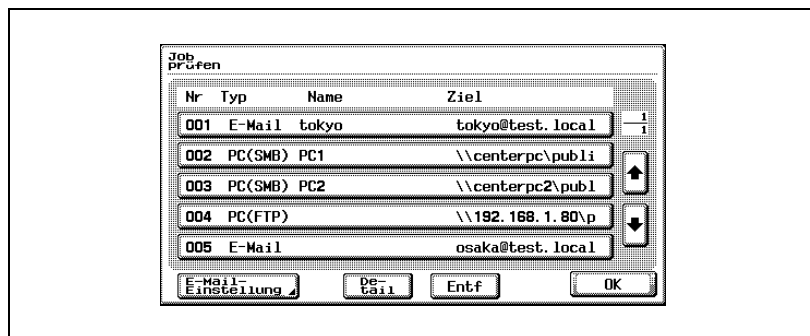 Job
prüfen
Nr Typ Name Ziel
001 E-Mail tokyo tokyo@test.local
1
1
002 PC(SMB) PC1 \\centerpc\publi
003 PC(SMB) PC2 \\centerpc2\publ
004 PC(FTP) \\192.168.1.80\p
005 E-Mail osaka@test.local
E-Mail-
Einstellung
De-
tail
Entf
OK